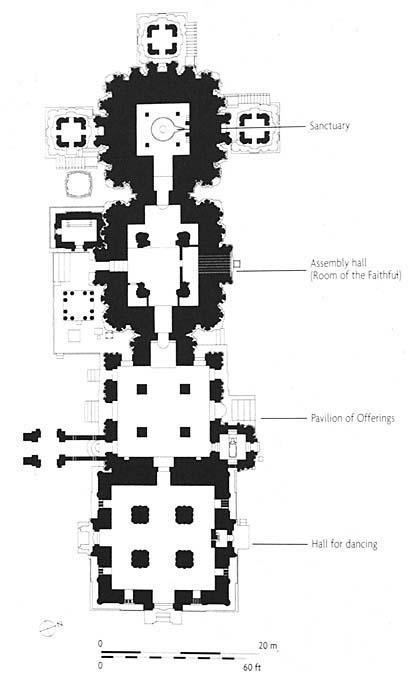 Sanctuary
Assembly hall
(Room of the Faithful)
Pavilion of Offerings
Hall for dancing
N
0
20 m
0
60 ft